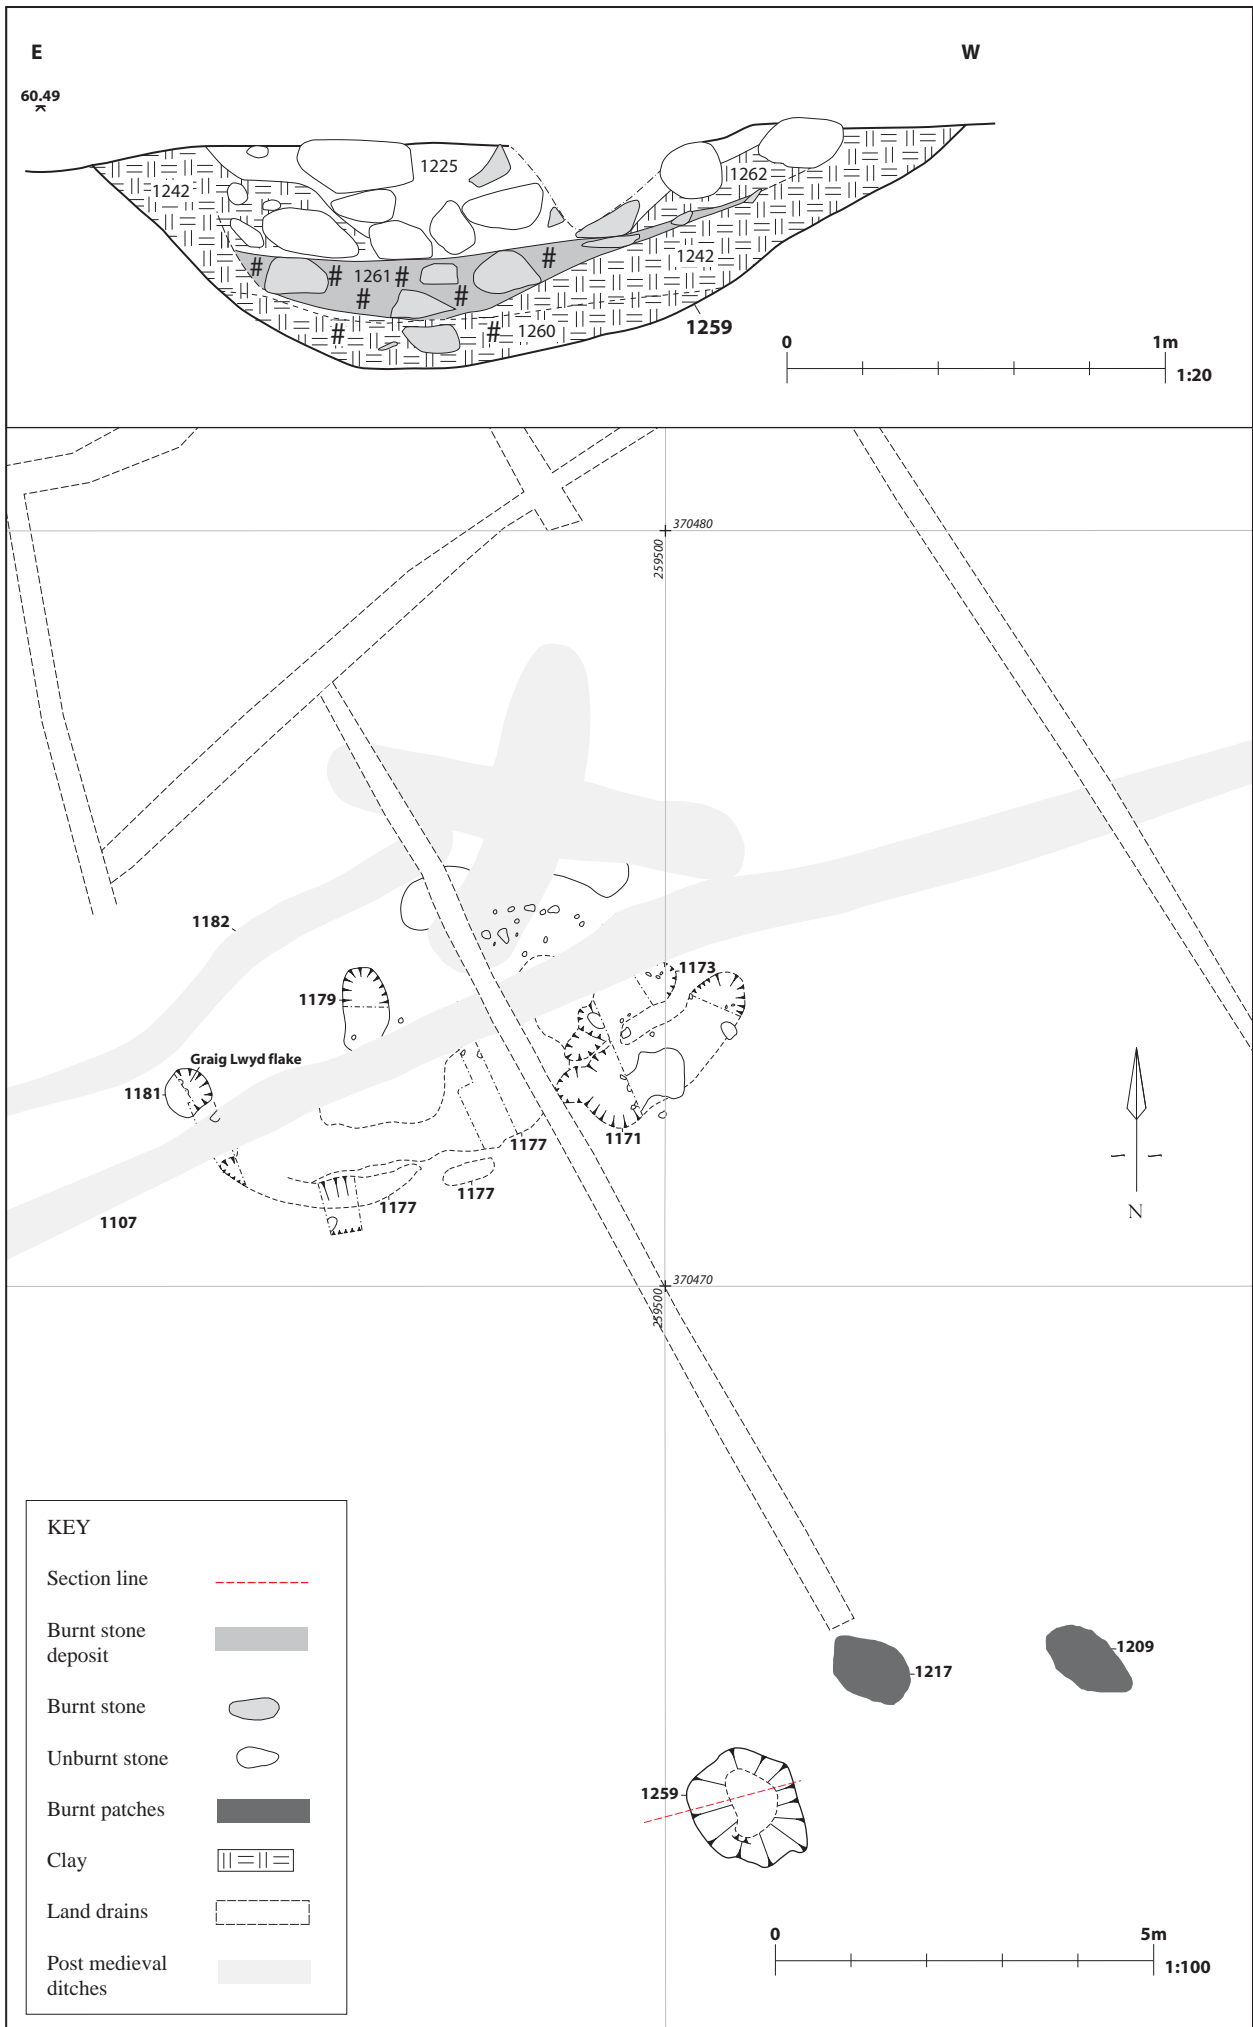 E
W
60.49
1225
1262
1242
1242
1261
1260
1259
0
1m
1:20
370480
259500
1182
1173
1179
Graig Lwyd flake
1181
1177
1171
1177
1177
1107
N
370470
259500
KEY
Section line
Burnt stone
deposit
Burnt stone
Unburnt stone
Burnt patches
Clay
Land drains
Post medieval
ditches
1217
1209
1259
0
5m
1:100